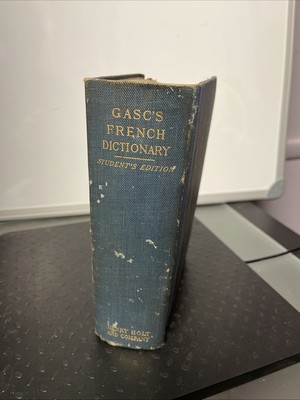 GASC'S
FRENCH
DICTIONARY
STUDENT'S EDITION
HENRY HOLT
AND COMPANY